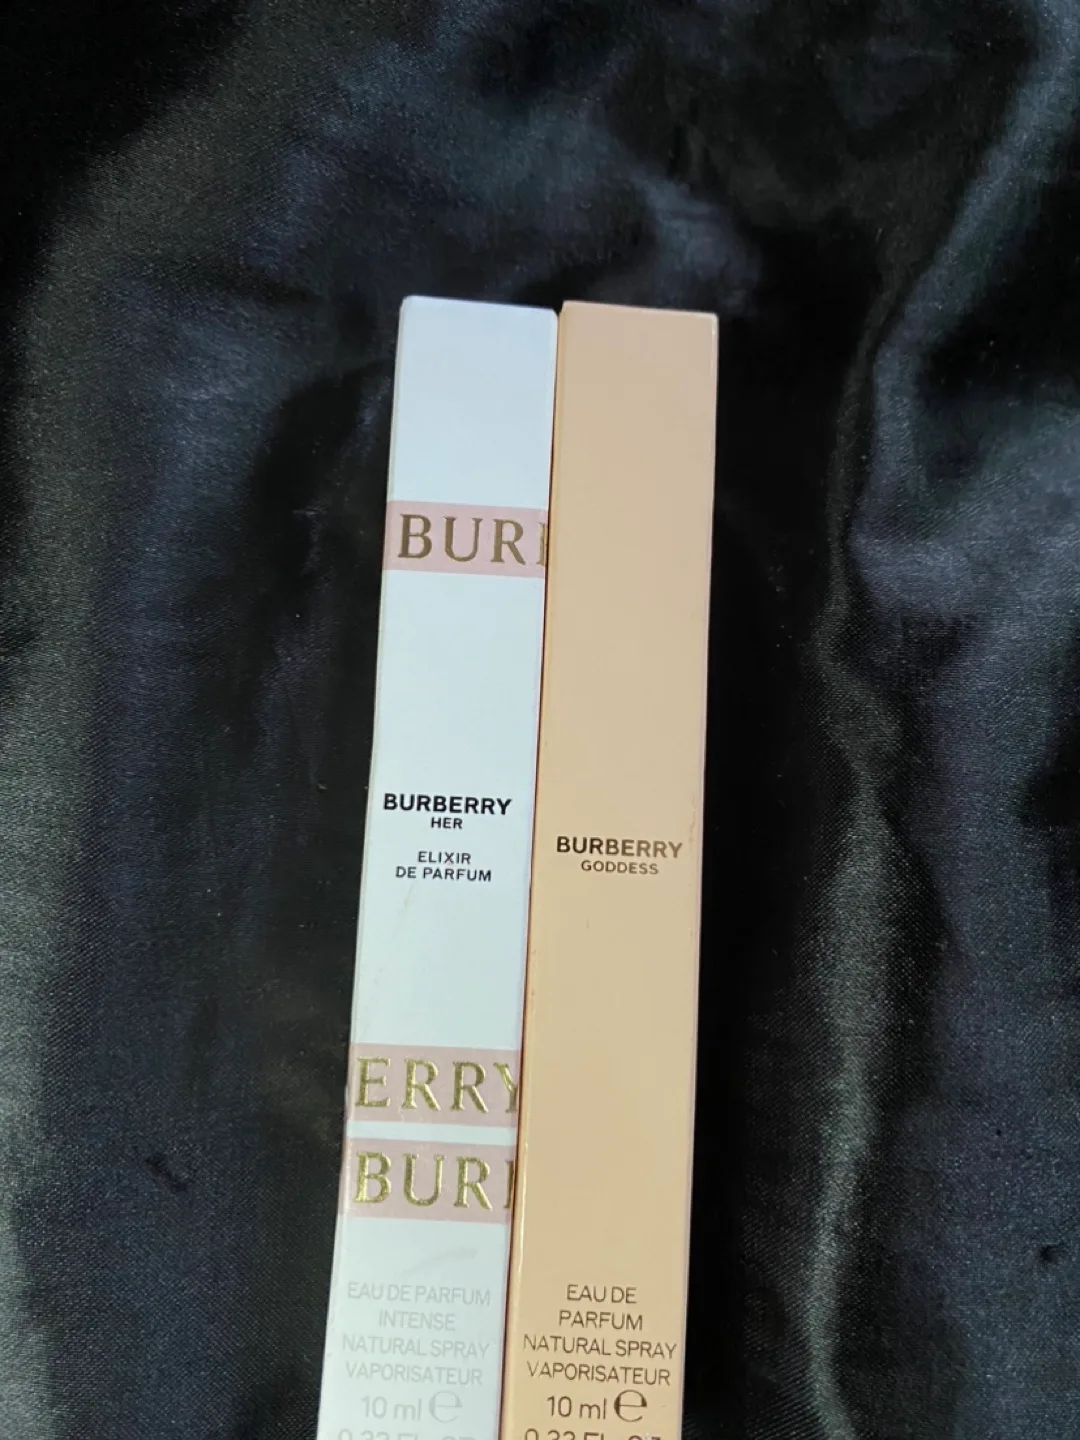 BUR
BURBERRY
HER
ELIXIR
DE PARFUM
ERRY
BUR
EAU DE PARFUM
INTENSE
NATURAL SPRAY
VAPORISATEUR
10 ml ℮
BURBERRY
GODDESS
EAU DE
PARFUM
NATURAL SPRAY
VAPORISATEUR
10 ml ℮